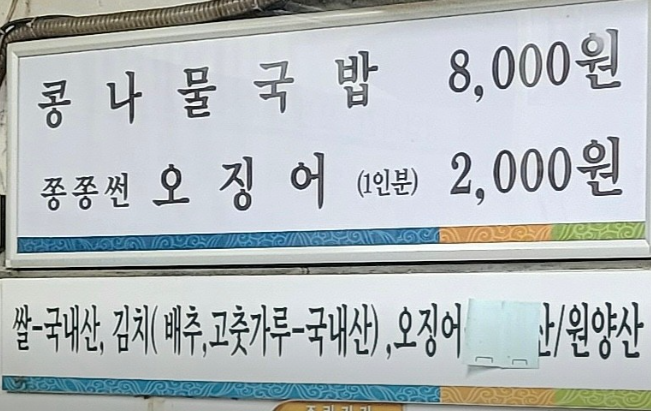 콩나물국밥 8,000원
쫑쫑썬 오징어 (1인분) 2,000원
쌀-국내산, 김치( 배추,고춧가루-국내산) ,오징어 산/원양산